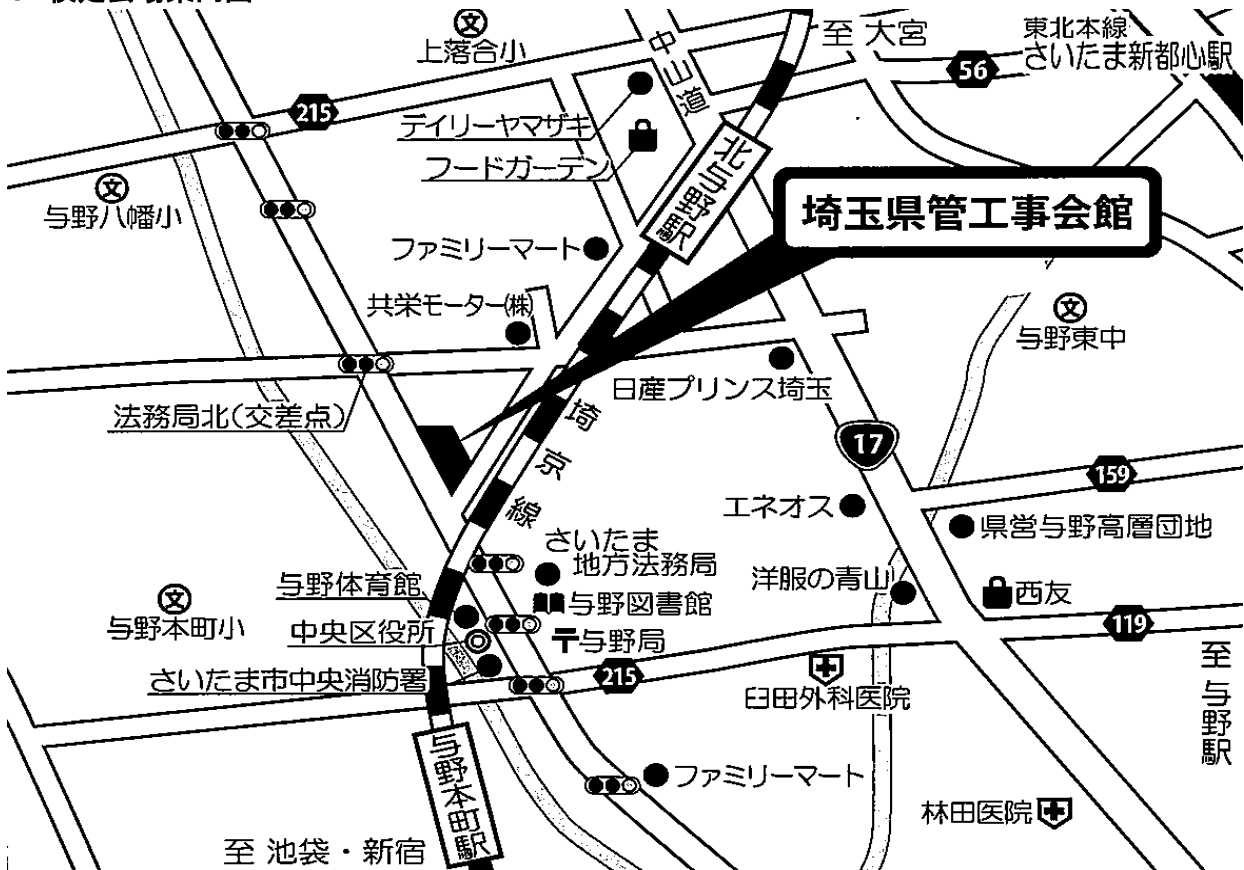 上落合小
中山道
至 大宮
東北本線
さいたま新都心駅
56
215
デイリーヤマザキ
フードガーデン
北与野駅
与野八幡小
埼玉県管工事会館
ファミリーマート
共栄モーター㈱
与野東中
日産プリンス埼玉
法務局北(交差点)
埼京線
17
159
エネオス
県営与野高層団地
さいたま
地方法務局
与野体育館
洋服の青山
西友
与野図書館
与野本町小
中央区役所
与野局
119
さいたま市中央消防署
215
臼田外科医院
至 与野駅
与野本町駅
ファミリーマート
林田医院
至 池袋・新宿